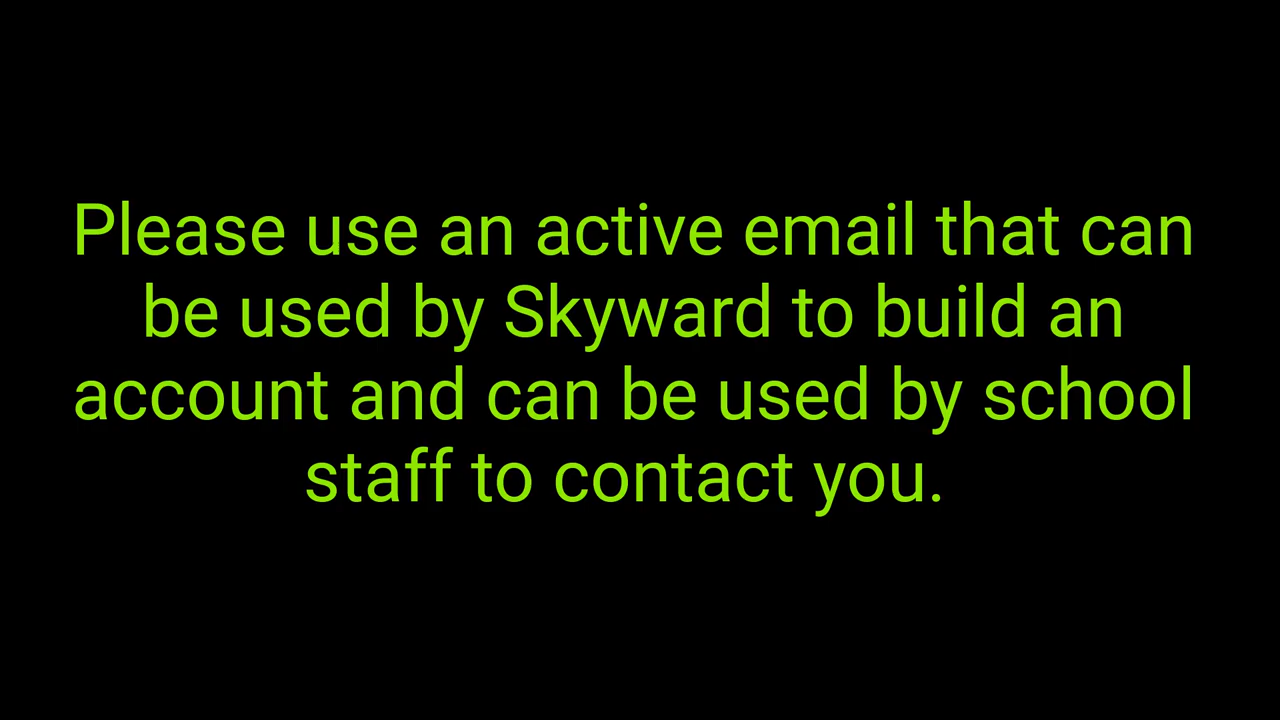 Please use an active email that can
be used by Skyward to build an
account and can be used by school
staff to contact you.